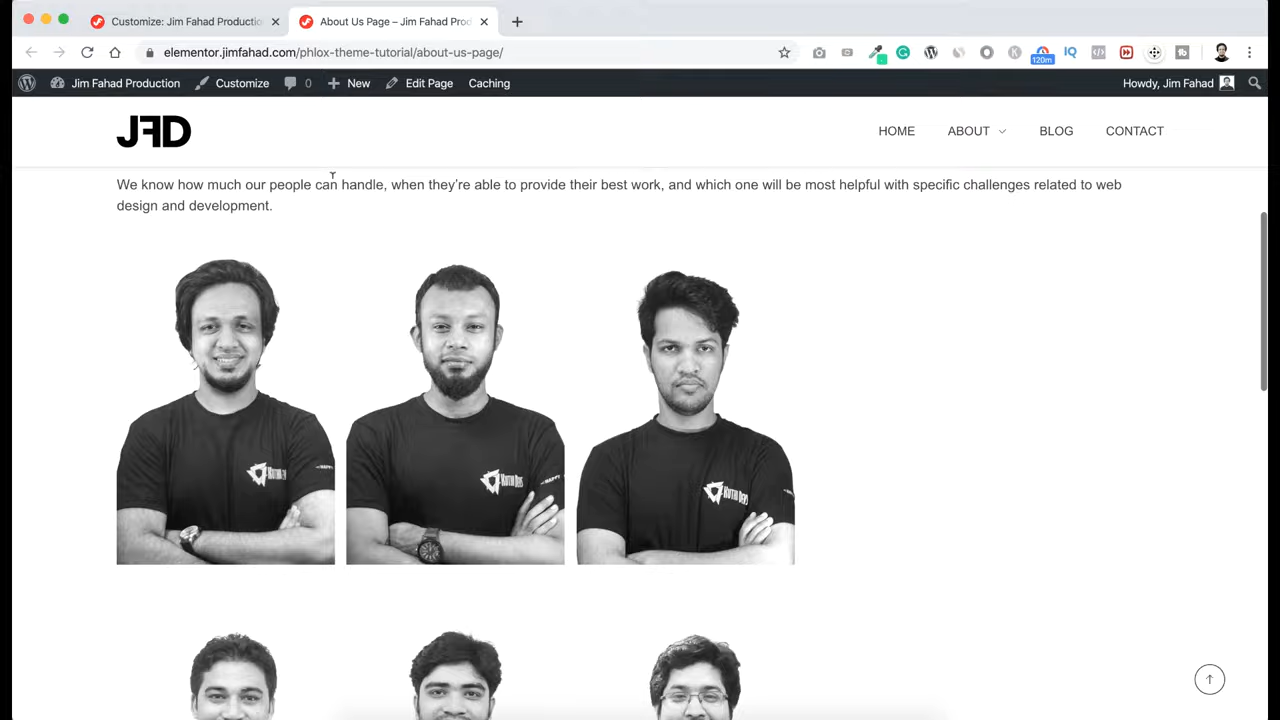 Customize: Jim Fahad Productio
About Us Page – Jim Fahad Prod
elementor.jimfahad.com/phlox-theme-tutorial/about-us-page/
120m
Jim Fahad Production
Customize
0
New
Edit Page
Caching
Howdy, Jim Fahad
JFD
HOME
ABOUT
BLOG
CONTACT
We know how much our people can handle, when they're able to provide their best work, and which one will be most helpful with specific challenges related to web
design and development.